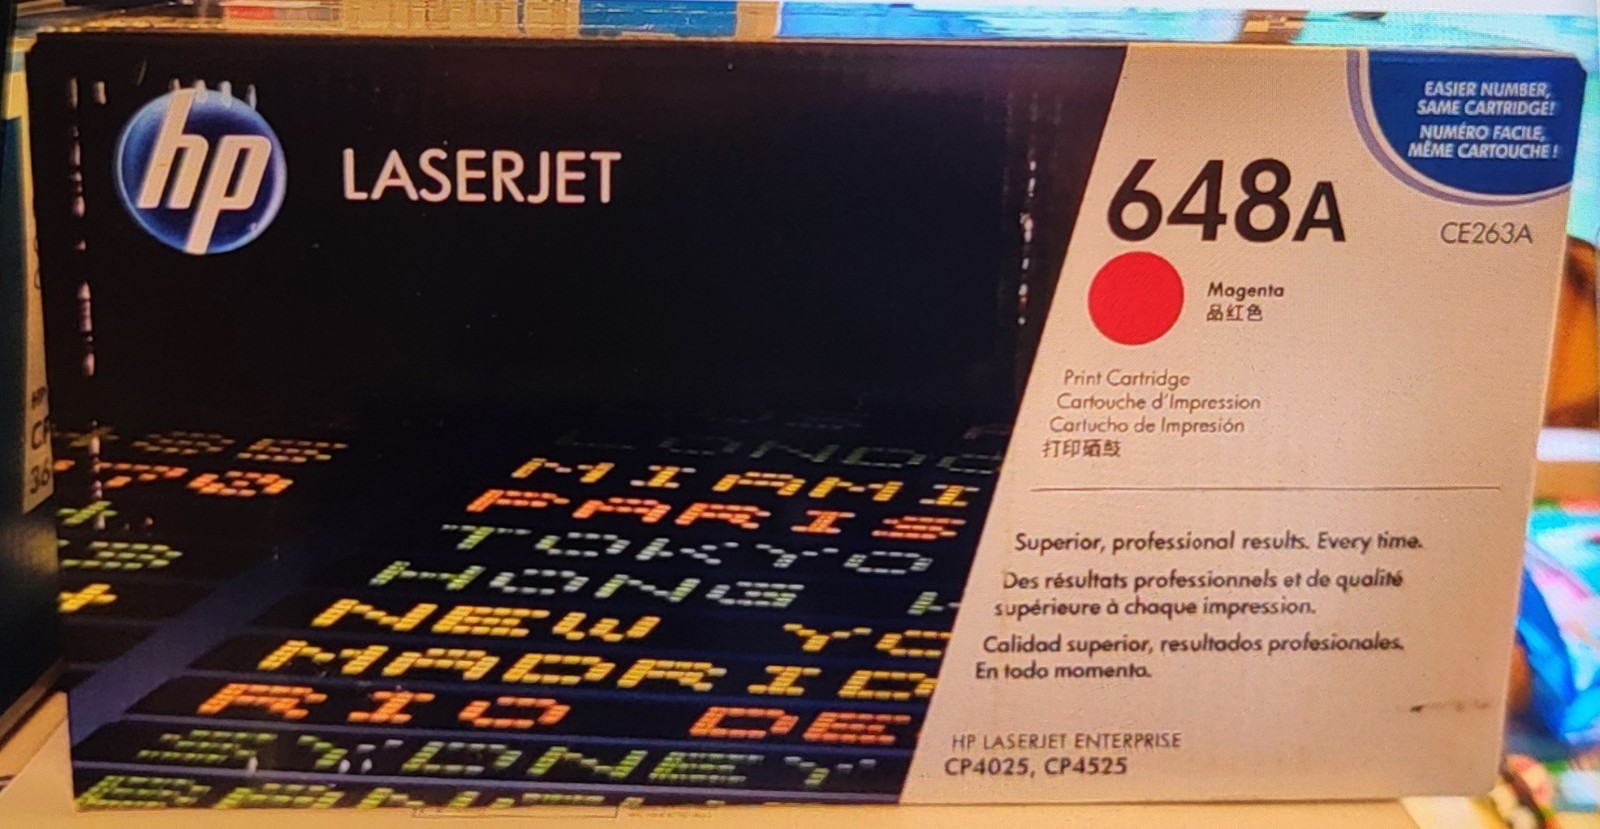 hp
LASERJET
EASIER NUMBER,
SAME CARTRIDGE!
NUMÉRO FACILE,
MÊME CARTOUCHE !
648A
CE263A
Magenta
品红色
Print Cartridge
Cartouche d'Impression
Cartucho de Impresión
打印硒鼓
Superior, professional results. Every time.
Des résultats professionnels et de qualité
supérieure à chaque impression.
Calidad superior, resultados profesionales.
En todo momento.
HP LASERJET ENTERPRISE
CP4025, CP4525
MIAMI
PARIS
TOKYO
HONG
NEW YO
MADRID
RIO DE
SYDNEY